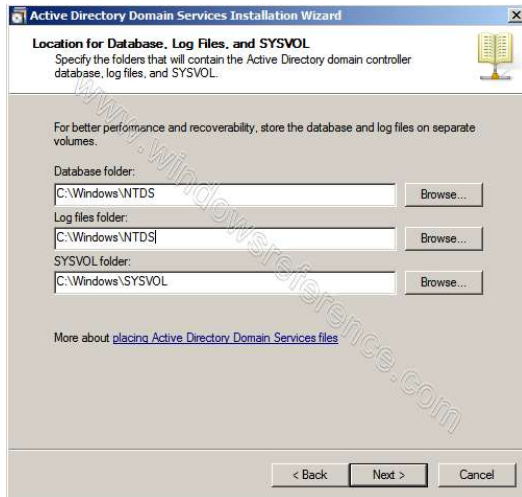 Active Directory Domain Services Installation Wizard
Location for Database, Log Files, and SYSVOL
Specify the folders that will contain the Active Directory domain controller
database, log files, and SYSVOL.
For better performance and recoverability, store the database and log files on separate
volumes.
Database folder:
C:\Windows\NTDS
Browse...
Log files folder:
C:\Windows\NTDS
Browse...
SYSVOL folder:
C:\Windows\SYSVOL
Browse...
More about placing Active Directory Domain Services files
< Back
Next >
Cancel
www.windowsreference.com